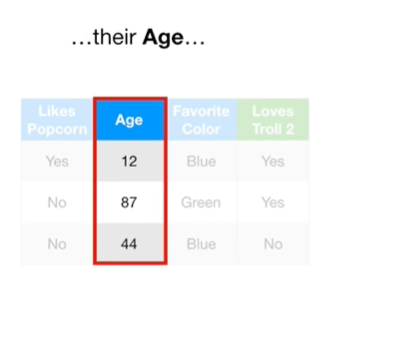 …their Age…
Likes Popcorn Age Favorite Color Loves Troll 2
Yes 12 Blue Yes
No 87 Green Yes
No 44 Blue No